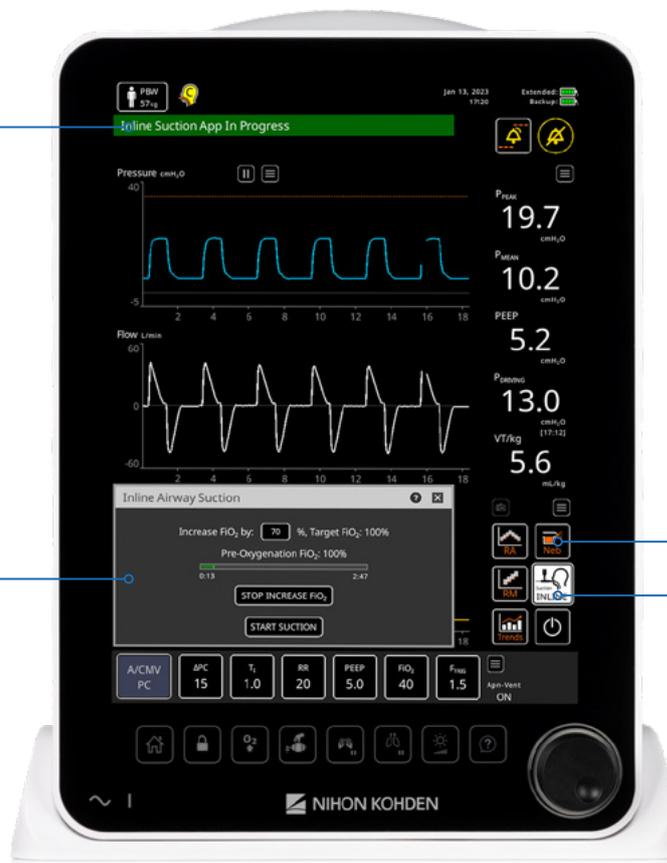 PBW
57kg
C
Jan 13, 2023
17:20
Extended:
Backup:
Inline Suction App In Progress
Pressure cmH₂O
40
-5
2 4 6 8 10 12 14 16 18
PPEAK
19.7
cmH₂O
PMEAN
10.2
cmH₂O
PEEP
5.2
cmH₂O
PDRIVING
13.0
cmH₂O
[17:12]
VT/kg
5.6
mL/kg
Flow L/min
60
0
-60
2 4 6 8 10 12 14 16 18
Inline Airway Suction
Increase FiO₂ by: 70 %, Target FiO₂: 100%
Pre-Oxygenation FiO₂: 100%
0:13 2:47
STOP INCREASE FiO₂
START SUCTION
18
RA
Neb
RM
Suction
INLINE
Trends
A/CMV
PC
ΔPC
15
TI
1.0
RR
20
PEEP
5.0
FiO₂
40
FTRIG
1.5
Apn-Vent
ON
O₂
?
NIHON KOHDEN